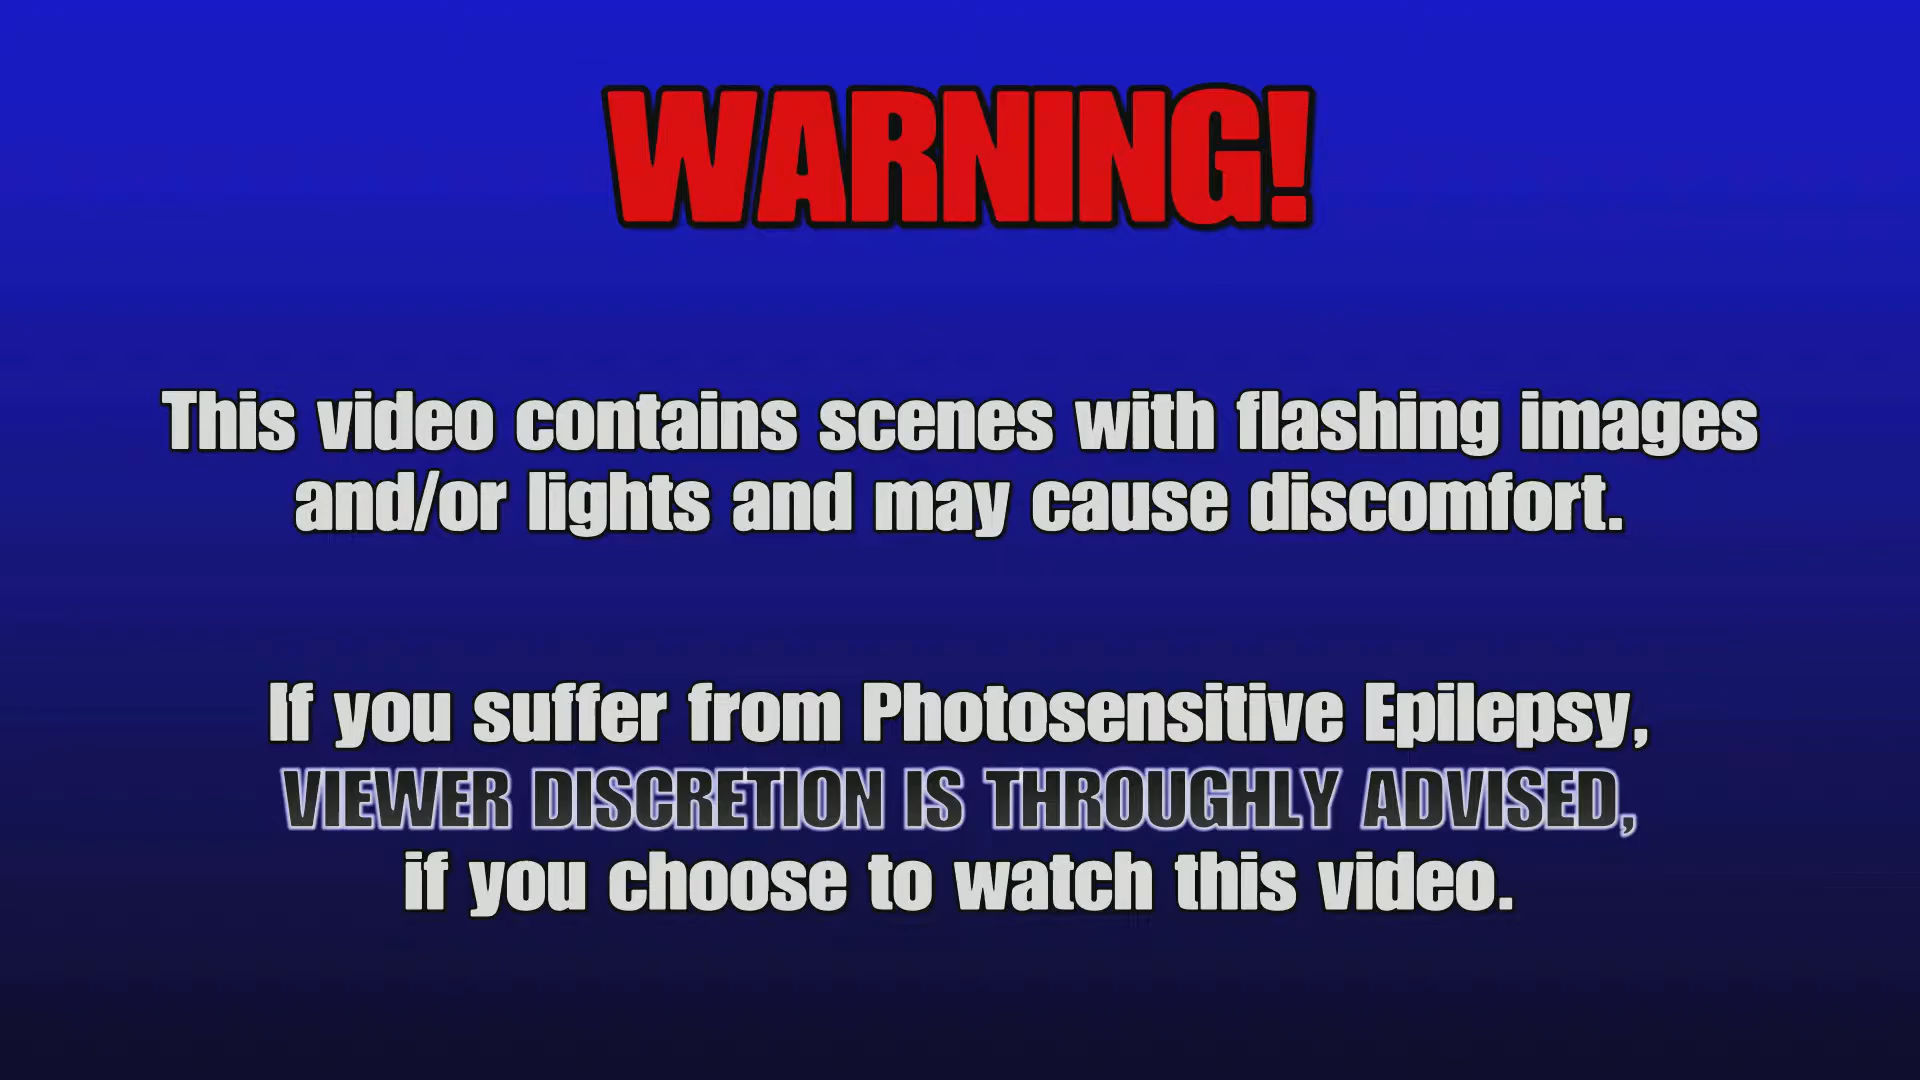 WARNING!
This video contains scenes with flashing images
and/or lights and may cause discomfort.
If you suffer from Photosensitive Epilepsy,
VIEWER DISCRETION IS THROUGHLY ADVISED,
if you choose to watch this video.